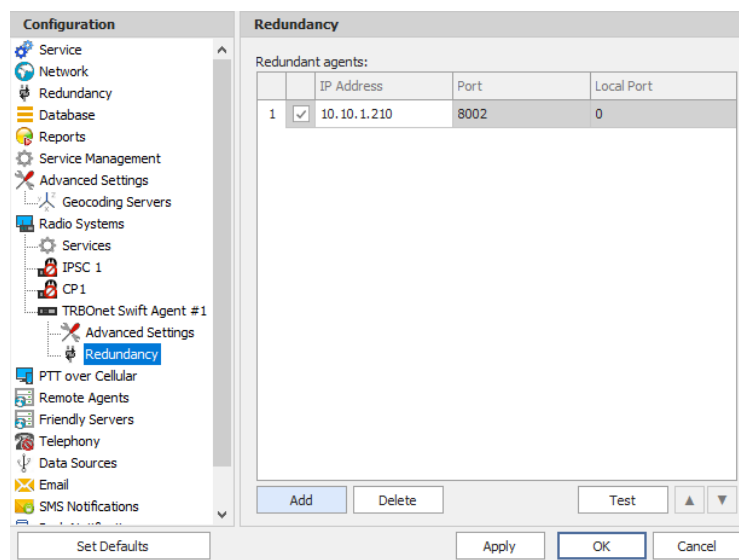 Configuration
Service
Network
Redundancy
Database
Reports
Service Management
Advanced Settings
Geocoding Servers
Radio Systems
Services
IPSC 1
CP1
TRBOnet Swift Agent #1
Advanced Settings
Redundancy
PTT over Cellular
Remote Agents
Friendly Servers
Telephony
Data Sources
Email
SMS Notifications
Set Defaults
Redundancy
Redundant agents:
IP Address Port Local Port
1 10.10.1.210 8002 0
Add Delete Test
Apply OK Cancel